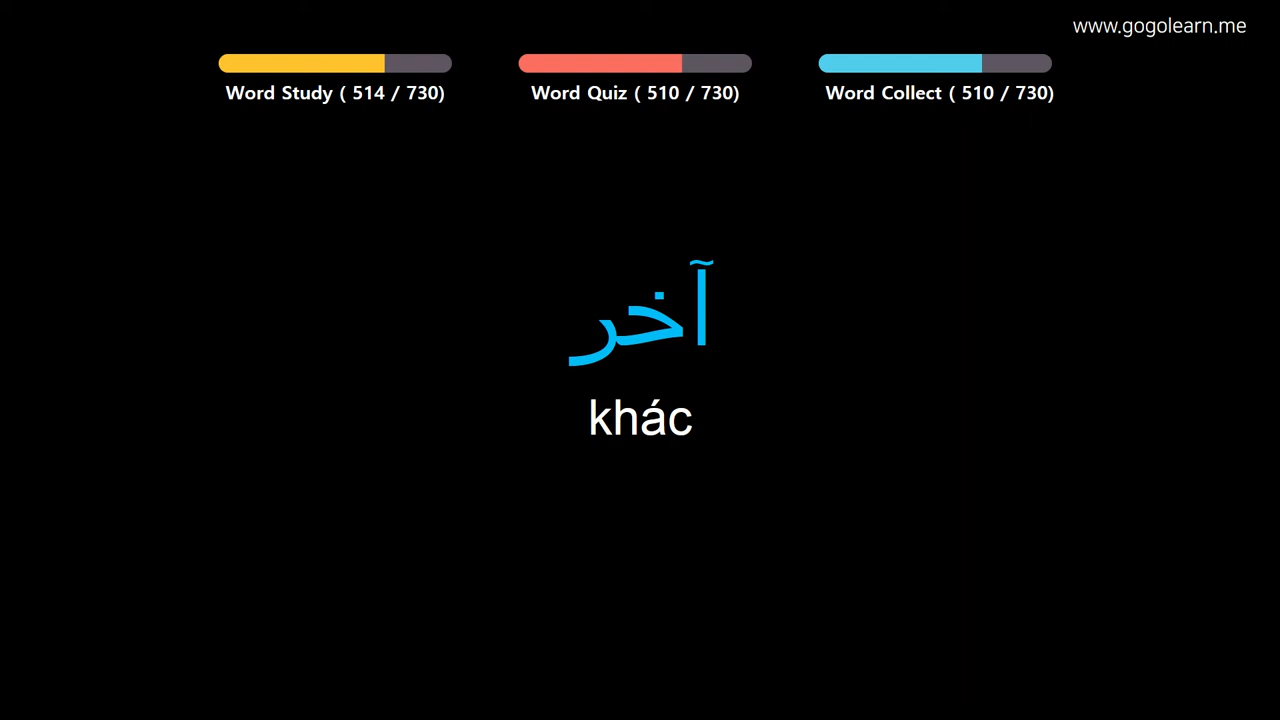 www.gogolearn.me
Word Study ( 514 / 730)
Word Quiz ( 510 / 730)
Word Collect ( 510 / 730)
آخر
khác